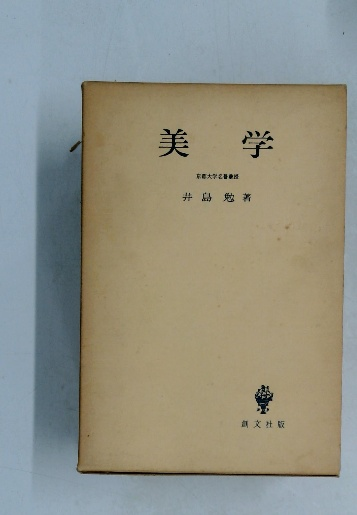 美学
京都大学名誉教授
井島勉著
創文社版